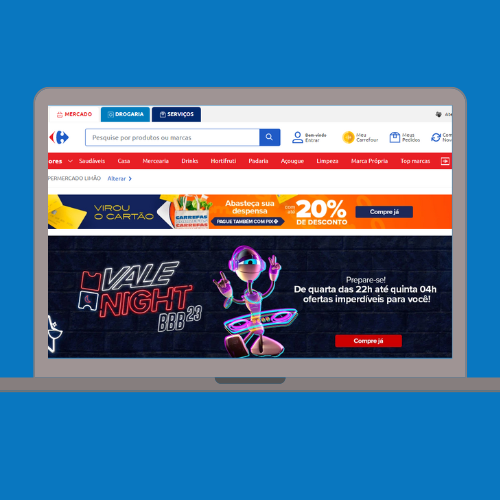 MERCADO
DROGARIA
SERVIÇOS
Pesquise por produtos ou marcas
Bem vindo
Entrar
Meu
Carrefour
Meus
Pedidos
ores
Saudáveis
Casa
Mercearia
Drinks
Hortifruti
Padaria
Açougue
Limpeza
Marca Própria
Top marcas
PERMERCADO LIMÃO
Alterar
VIROU
O CARTÃO
CARREFAS
CARREFAS
Abasteça sua
despensa
PAGUE TAMBÉM COM PIX
Com
até
20%
DE DESCONTO
Compre já
VALE
NIGHT
BBB 23
Prepare-se!
De quarta das 22h até quinta 04h
ofertas imperdíveis para você!
Compre já